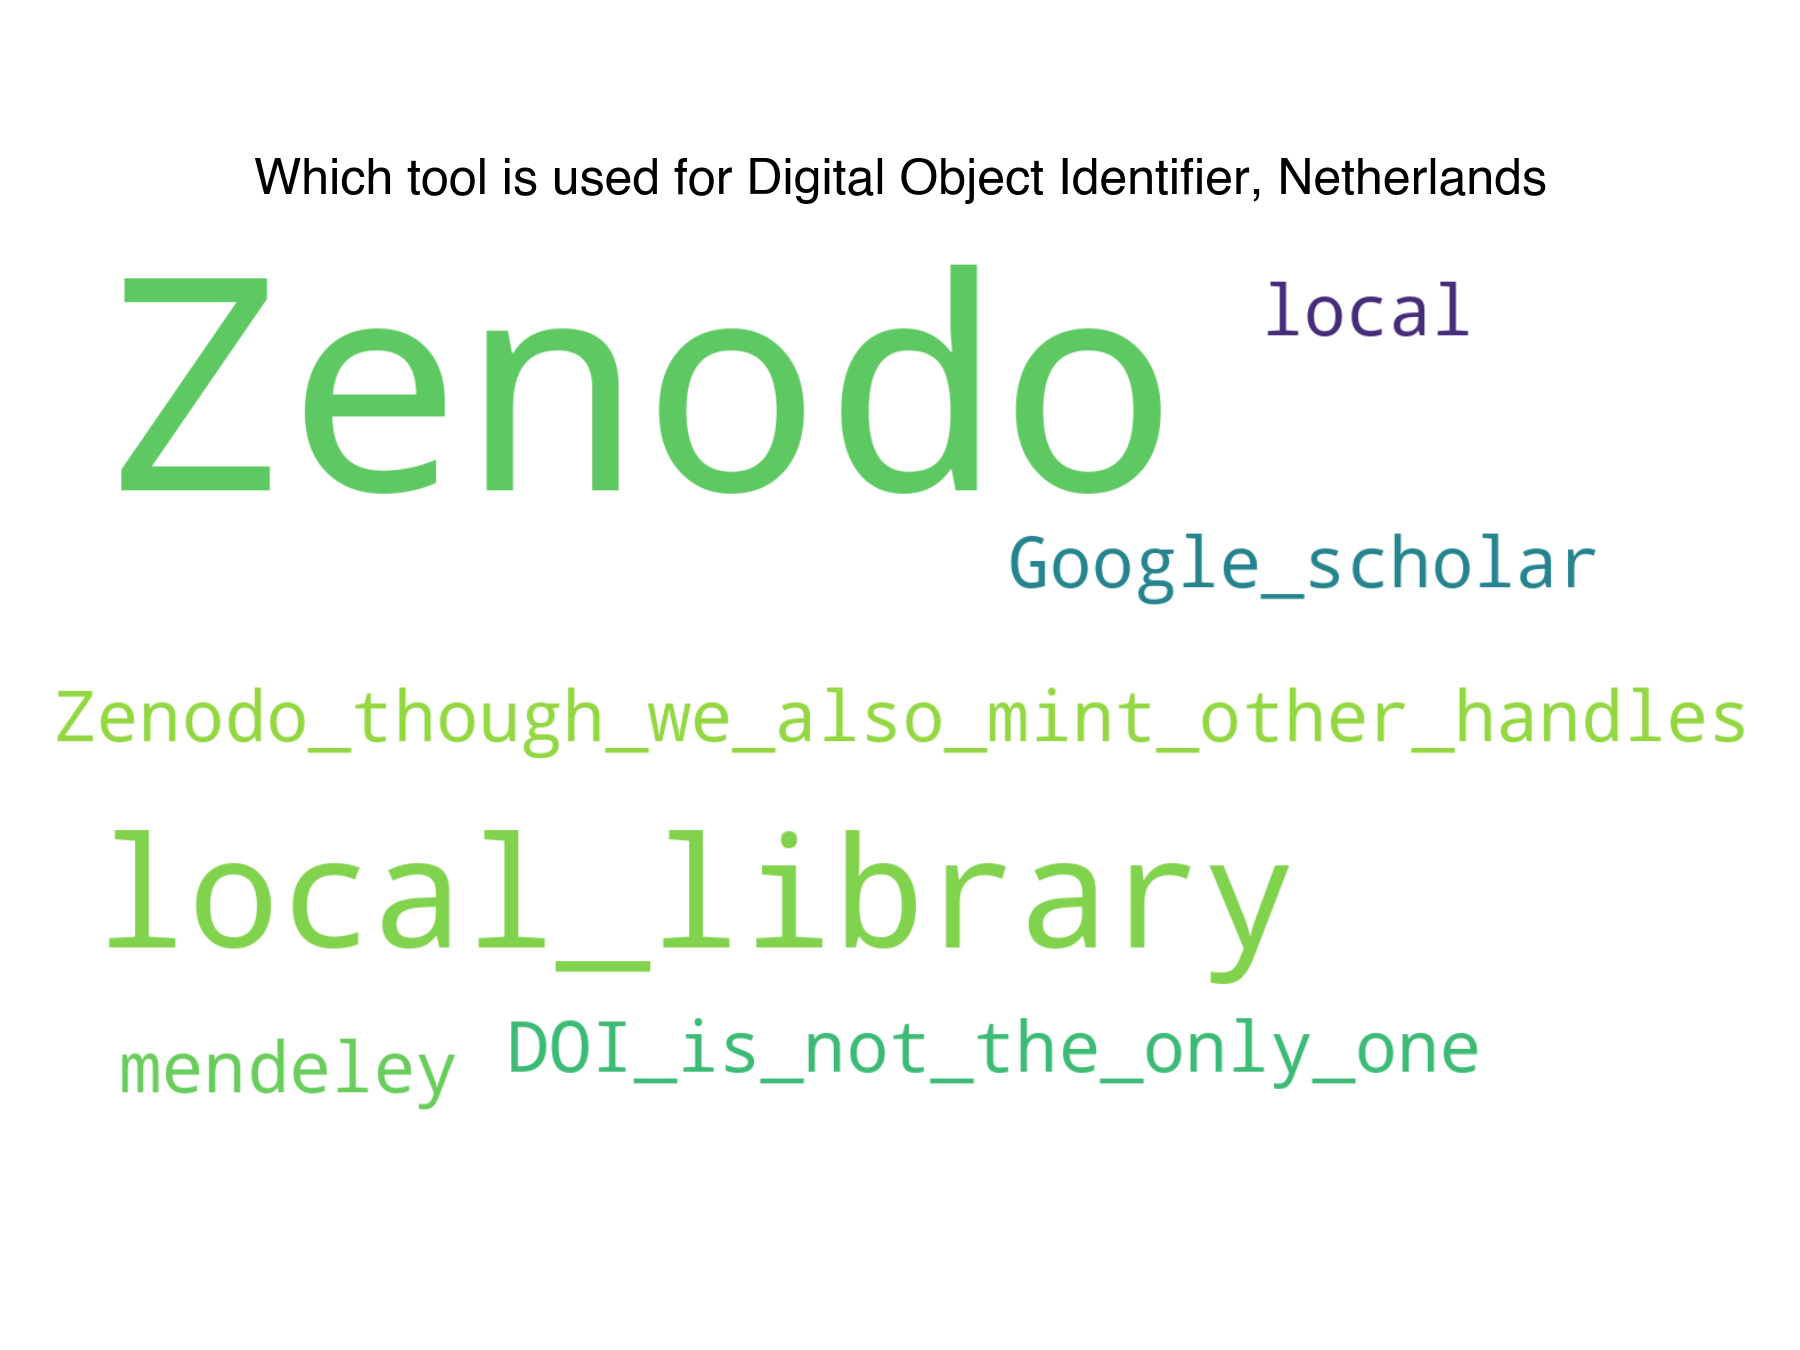 Which tool is used for Digital Object Identifier, Netherlands
Zenodo
local
Google_scholar
Zenodo_though_we_also_mint_other_handles
local_library
mendeley
DOI_is_not_the_only_one